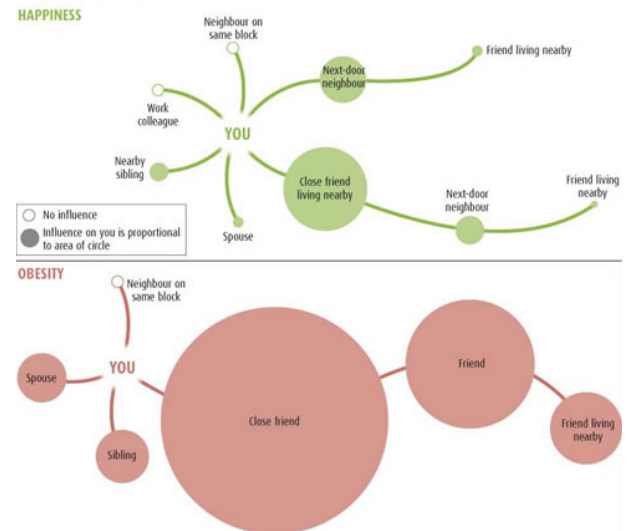 HAPPINESS
Neighbour on
same block
Next-door
neighbour
Friend living nearby
Work
colleague
YOU
Nearby
sibling
Close friend
living nearby
Next-door
neighbour
Friend living
nearby
Spouse
No influence
Influence on you is proportional
to area of circle
OBESITY
Neighbour on
same block
YOU
Spouse
Sibling
Close friend
Friend
Friend living
nearby